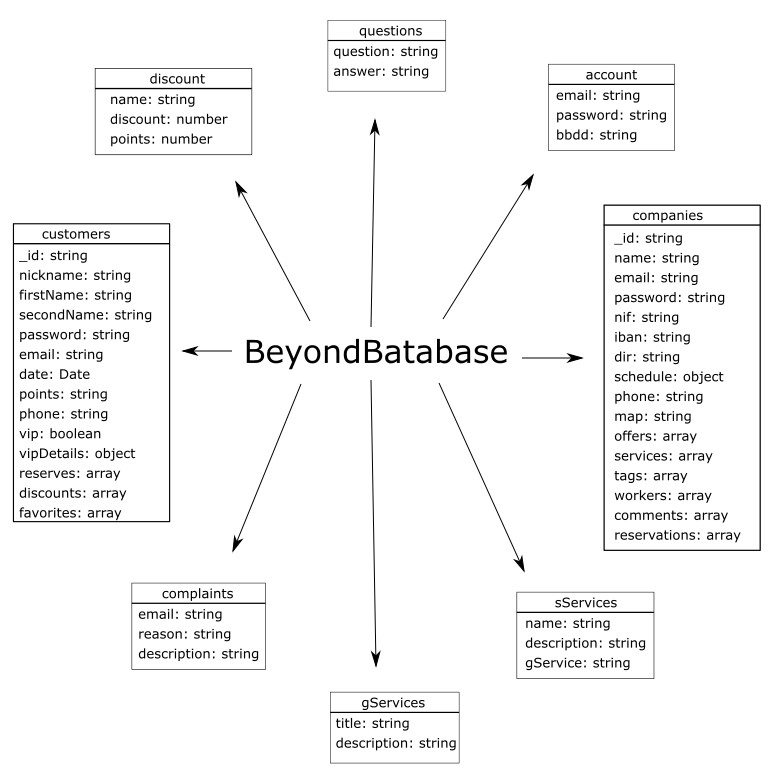 questions
question: string
answer: string
discount
name: string
discount: number
points: number
account
email: string
password: string
bbdd: string
customers
_id: string
nickname: string
firstName: string
secondName: string
password: string
email: string
date: Date
points: string
phone: string
vip: boolean
vipDetails: object
reserves: array
discounts: array
favorites: array
BeyondBatabase
companies
_id: string
name: string
email: string
password: string
nif: string
iban: string
dir: string
schedule: object
phone: string
map: string
offers: array
services: array
tags: array
workers: array
comments: array
reservations: array
complaints
email: string
reason: string
description: string
sServices
name: string
description: string
gService: string
gServices
title: string
description: string